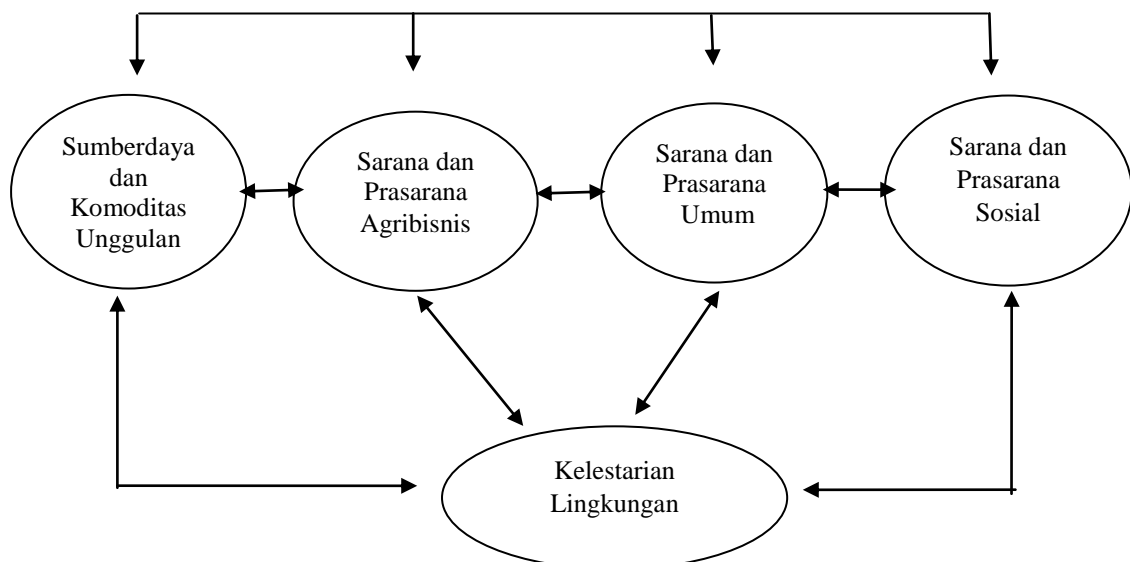 Sumberdaya
dan
Komoditas
Unggulan
Sarana dan
Prasarana
Agribisnis
Sarana dan
Prasarana
Umum
Sarana dan
Prasarana
Sosial
Kelestarian
Lingkungan